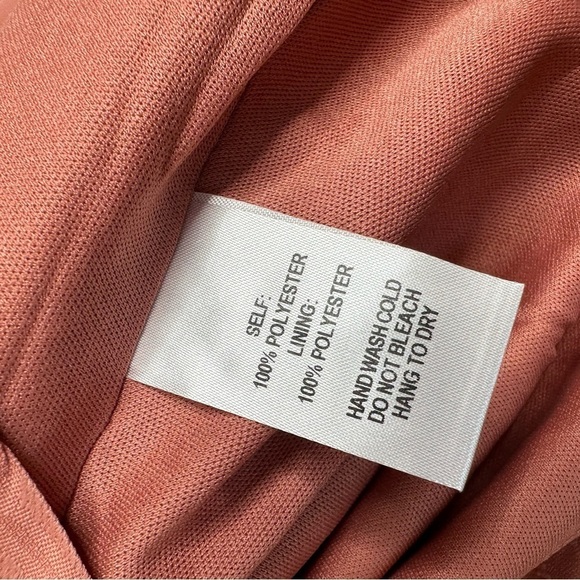 SELF:
100% POLYESTER
LINING:
100% POLYESTER
HAND WASH COLD
DO NOT BLEACH
HANG TO DRY